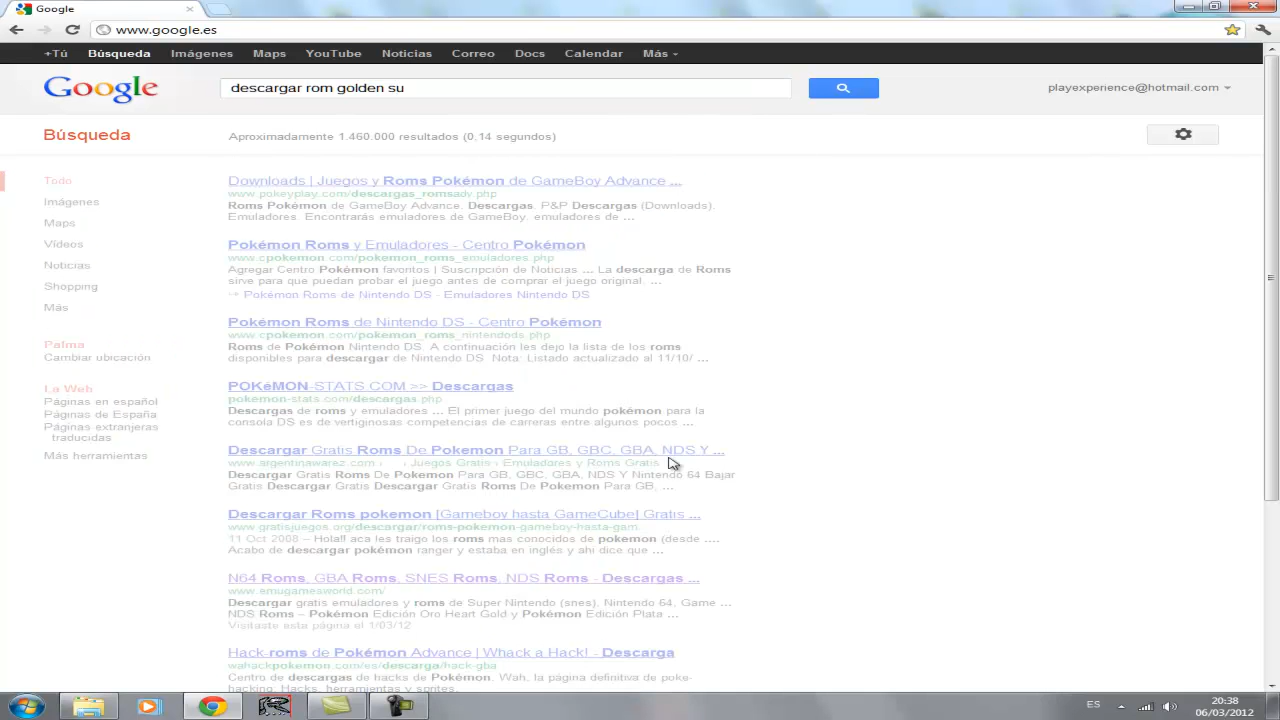 Google
www.google.es
+Tú Búsqueda Imágenes Maps YouTube Noticias Correo Docs Calendar Más
Google
descargar rom golden su
playexperience@hotmail.com
Búsqueda
Aproximadamente 1.460.000 resultados (0,14 segundos)
Todo
Imágenes
Maps
Vídeos
Noticias
Shopping
Más
Palma
Cambiar ubicación
La Web
Páginas en español
Páginas de España
Páginas extranjeras
traducidas
Más herramientas
Downloads | Juegos y Roms Pokémon de GameBoy Advance ...
www.pokeyplay.com/descargas_romsadv.php
Roms Pokémon de GameBoy Advance. Descargas. P&P Descargas (Downloads).
Emuladores. Encontrarás emuladores de GameBoy. emuladores de ...
Pokémon Roms y Emuladores - Centro Pokémon
www.cpokemon.com/pokemon_roms_emuladores.php
Agregar Centro Pokémon favoritos | Suscripción de Noticias ... La descarga de Roms
sirve para que puedan probar el juego antes de comprar el juego original. ...
Pokémon Roms de Nintendo DS - Emuladores Nintendo DS
Pokémon Roms de Nintendo DS - Centro Pokémon
www.cpokemon.com/pokemon_roms_nintendods.php
Roms de Pokémon Nintendo DS. A continuación les dejo la lista de los roms
disponibles para descargar de Nintendo DS Nota: Listado actualizado al 11/10/ ...
POKéMON-STATS.COM >> Descargas
pokemon-stats.com/descargas.php
Descargas de roms y emuladores ... El primer juego del mundo pokémon para la
consola DS es de vertiginosas competencias de carreras entre algunos pocos ...
Descargar Gratis Roms De Pokemon Para GB, GBC, GBA, NDS Y ...
www.argentinawarez.com › ... › Juegos Gratis › Emuladores y Roms Gratis
Descargar Gratis Roms De Pokemon Para GB, GBC, GBA, NDS Y Nintendo 64 Bajar
Gratis Descargar Gratis Descargar Gratis Roms De Pokemon Para GB, ...
Descargar Roms pokemon [Gameboy hasta GameCube] Gratis ...
www.gratisjuegos.org/descargar/roms-pokemon-gameboy-hasta-gam...
11 Oct 2008 – Hola!! aca les traigo los roms mas conocidos de pokemon (desde ....
Acabo de descargar pokémon ranger y estaba en inglés y ahi dice que ...
N64 Roms, GBA Roms, SNES Roms, NDS Roms - Descargas ...
www.emugamesworld.com/
Descargar gratis emuladores y roms de Super Nintendo (snes), Nintendo 64, Game ...
NDS Roms – Pokémon Edición Oro Heart Gold y Pokémon Edición Plata ...
Visitaste esta página el 1/03/12
Hack-roms de Pokémon Advance | Whack a Hack! - Descarga
wahackpokemon.com/es/descarga/hack-gba
Centro de descargas de hacks de Pokémon. Wah, la página definitiva de poke-
hacking. Hacks, herramientas y sprites.
ES
20:38
06/03/2012